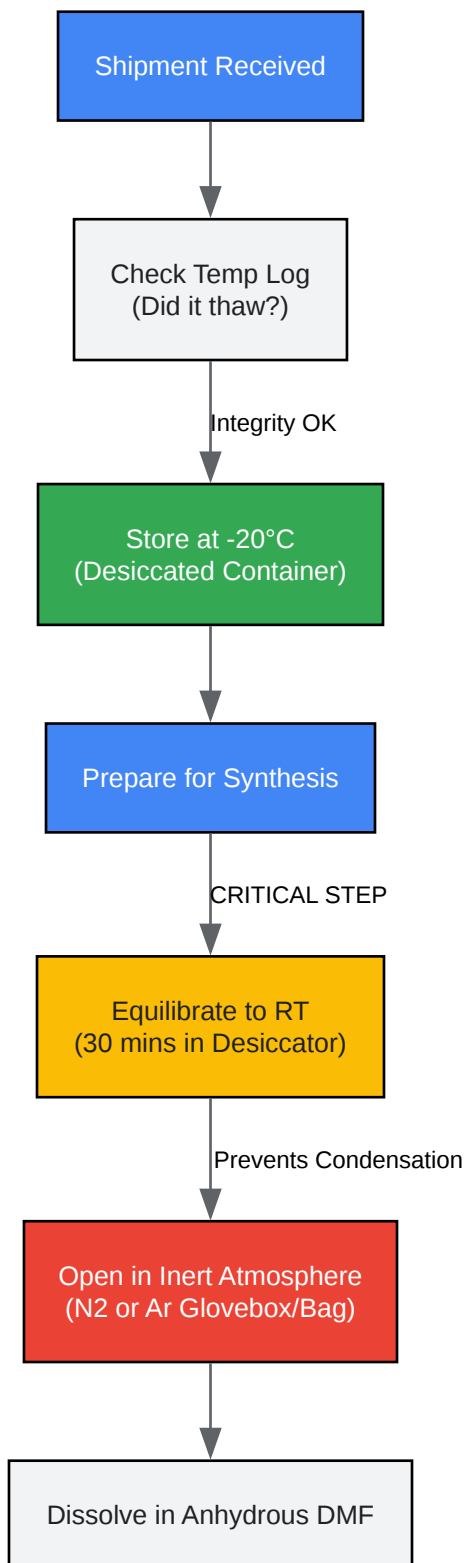 Shipment Received
Check Temp Log
(Did it thaw?)
Integrity OK
Store at -20°C
(Desiccated Container)
Prepare for Synthesis
CRITICAL STEP
Equilibrate to RT
(30 mins in Desiccator)
Prevents Condensation
Open in Inert Atmosphere
(N2 or Ar Glovebox/Bag)
Dissolve in Anhydrous DMF